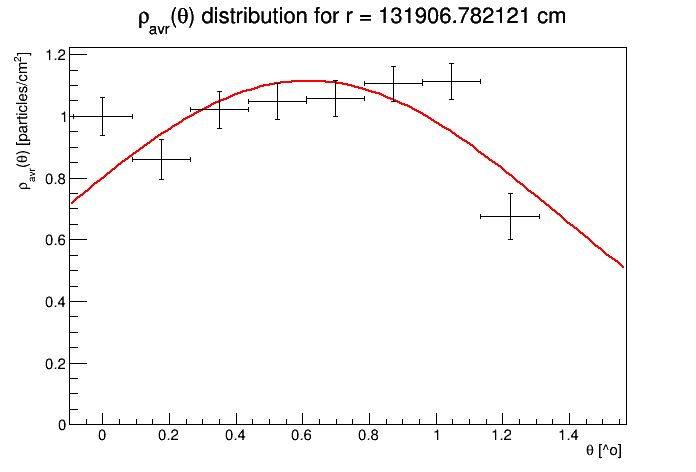 ρavr(θ) distribution for r = 131906.782121 cm
ρavr(θ) [particles/cm2]
1.2
1
0.8
0.6
0.4
0.2
0
0 0.2 0.4 0.6 0.8 1 1.2 1.4
θ [^o]